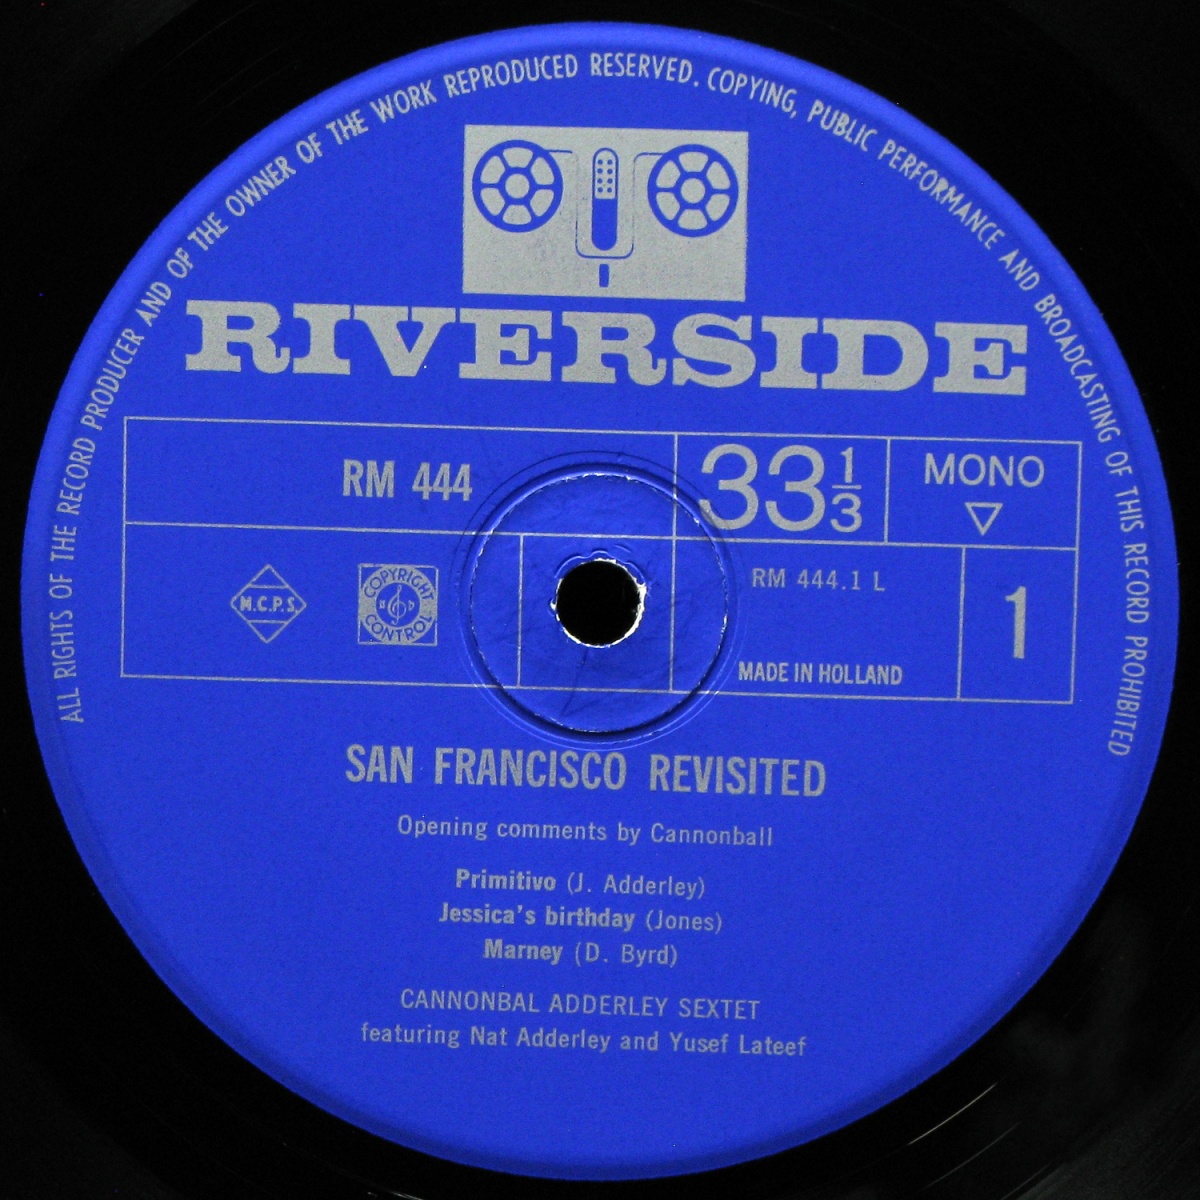 ALL RIGHTS OF THE RECORD PRODUCER AND OF THE OWNER OF THE WORK REPRODUCED RESERVED. COPYING, PUBLIC PERFORMANCE AND BROADCASTING OF THIS RECORD PROHIBITED
RIVERSIDE
RM 444
33 1/3
MONO
M.C.P.S.
COPYRIGHT
CONTROL
RM 444.1 L
1
MADE IN HOLLAND
SAN FRANCISCO REVISITED
Opening comments by Cannonball
Primitivo (J. Adderley)
Jessica's birthday (Jones)
Marney (D. Byrd)
CANNONBAL ADDERLEY SEXTET
featuring Nat Adderley and Yusef Lateef